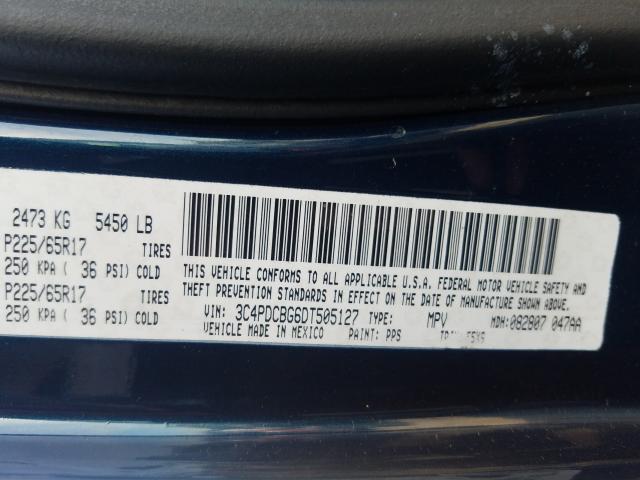 2473 KG 5450 LB
P225/65R17 TIRES
250 KPA ( 36 PSI) COLD
P225/65R17 TIRES
250 KPA ( 36 PSI) COLD
THIS VEHICLE CONFORMS TO ALL APPLICABLE U.S.A. FEDERAL MOTOR VEHICLE SAFETY AND
THEFT PREVENTION STANDARDS IN EFFECT ON THE DATE OF MANUFACTURE SHOWN ABOVE.
VIN: 3C4PDCBG6DT505127 TYPE: MPV MDH: 082807 047AA
VEHICLE MADE IN MEXICO PAINT: PPS